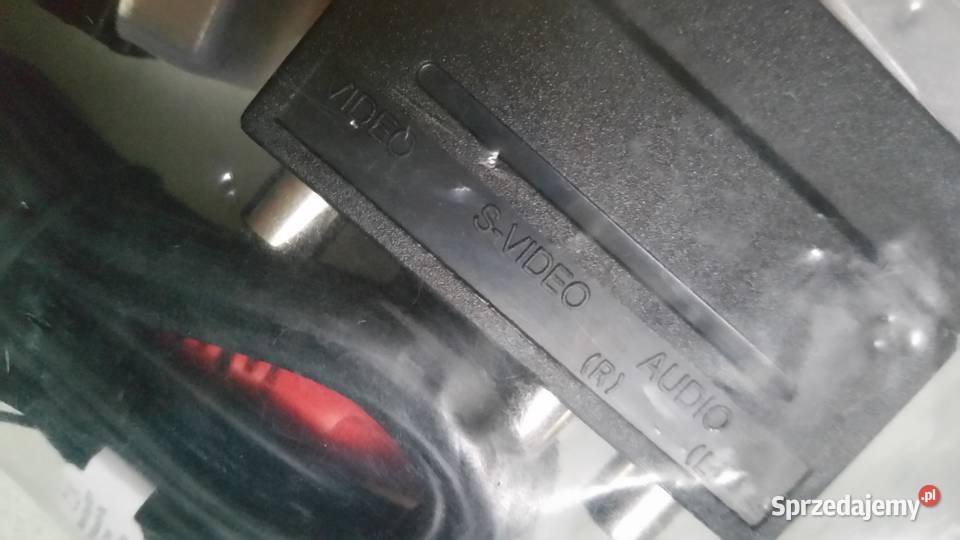 VIDEO
S-VIDEO
AUDIO
(R)
(L
Sprzedajemy.pl